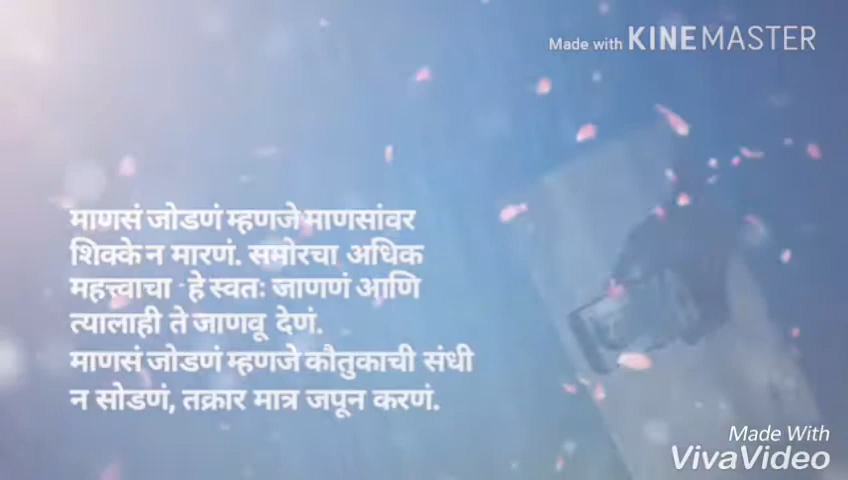 Made with KINEMASTER
माणसं जोडणं म्हणजे माणसांवर
शिक्के न मारणं. समोरचा अधिक
महत्त्वाचा हे स्वतः जाणणं आणि
त्यालाही ते जाणवू देणं.
माणसं जोडणं म्हणजे कौतुकाची संधी
न सोडणं, तक्रार मात्र जपून करणं.
Made With
VivaVideo